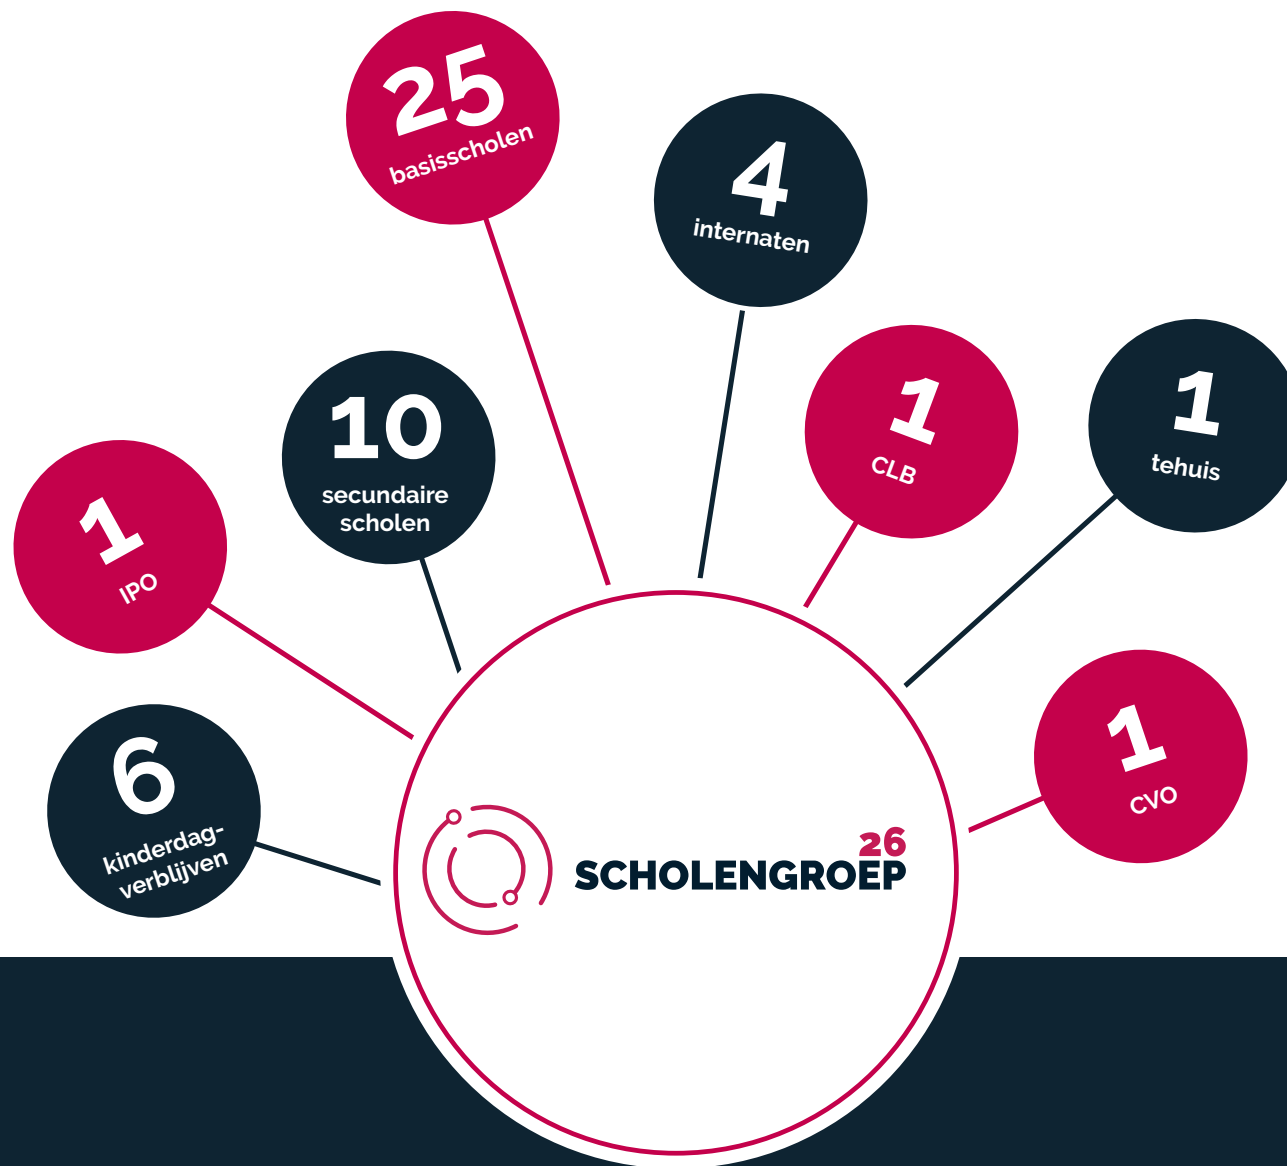 25
basisscholen
4
internaten
10
secundaire
scholen
1
CLB
1
tehuis
1
IPO
6
kinderdag-
verblijven
1
CVO
26
SCHOLENGROEP